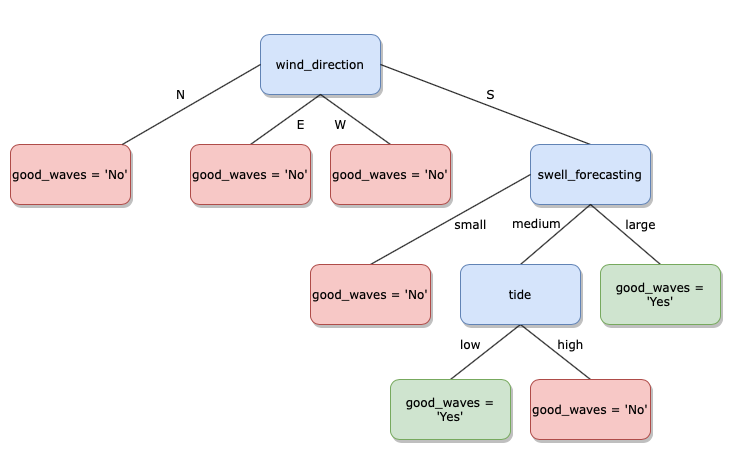 wind_direction
N
S
E
W
good_waves = 'No'
good_waves = 'No'
good_waves = 'No'
swell_forecasting
small
medium
large
good_waves = 'No'
tide
good_waves =
'Yes'
low
high
good_waves =
'Yes'
good_waves = 'No'